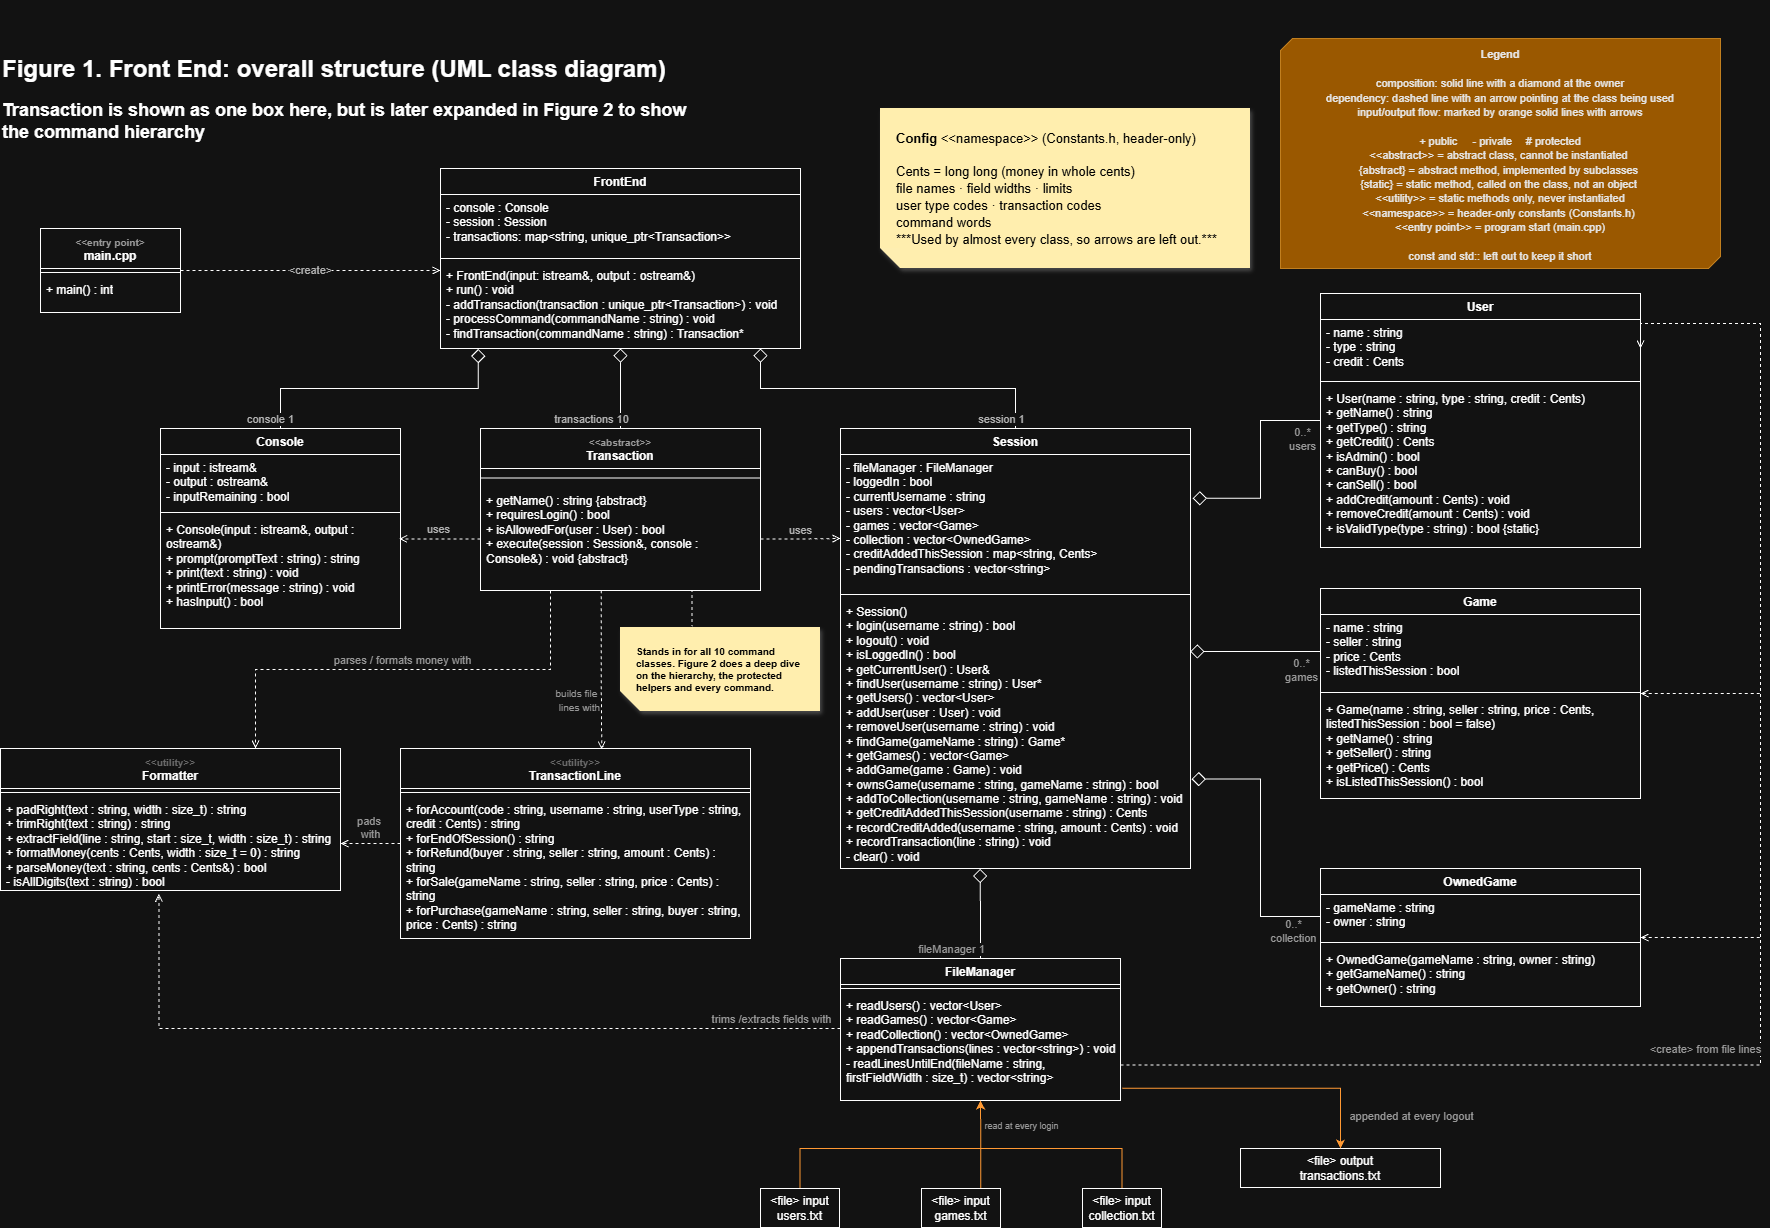 Figure 1. Front End: overall structure (UML class diagram)
Transaction is shown as one box here, but is later expanded in Figure 2 to show
the command hierarchy
Legend
composition: solid line with a diamond at the owner
dependency: dashed line with an arrow pointing at the class being used
input/output flow: marked by orange solid lines with arrows
+ public - private # protected
<<abstract>> = abstract class, cannot be instantiated
{abstract} = abstract method, implemented by subclasses
{static} = static method, called on the class, not an object
<<utility>> = static methods only, never instantiated
<<namespace>> = header-only constants (Constants.h)
<<entry point>> = program start (main.cpp)
const and std:: left out to keep it short
Config <<namespace>> (Constants.h, header-only)
Cents = long long (money in whole cents)
file names · field widths · limits
user type codes · transaction codes
command words
***Used by almost every class, so arrows are left out.***
<<entry point>>
main.cpp
+ main() : int
<create>
FrontEnd
- console : Console
- session : Session
- transactions: map<string, unique_ptr<Transaction>>
+ FrontEnd(input: istream&, output : ostream&)
+ run() : void
- addTransaction(transaction : unique_ptr<Transaction>) : void
- processCommand(commandName : string) : void
- findTransaction(commandName : string) : Transaction*
console 1
transactions 10
session 1
Console
- input : istream&
- output : ostream&
- inputRemaining : bool
+ Console(input : istream&, output :
ostream&)
+ prompt(promptText : string) : string
+ print(text : string) : void
+ printError(message : string) : void
+ hasInput() : bool
uses
<<abstract>>
Transaction
+ getName() : string {abstract}
+ requiresLogin() : bool
+ isAllowedFor(user : User) : bool
+ execute(session : Session&, console :
Console&) : void {abstract}
uses
Session
- fileManager : FileManager
- loggedIn : bool
- currentUsername : string
- users : vector<User>
- games : vector<Game>
- collection : vector<OwnedGame>
- creditAddedThisSession : map<string, Cents>
- pendingTransactions : vector<string>
+ Session()
+ login(username : string) : bool
+ logout() : void
+ isLoggedIn() : bool
+ getCurrentUser() : User&
+ findUser(username : string) : User*
+ getUsers() : vector<User>
+ addUser(user : User) : void
+ removeUser(username : string) : void
+ findGame(gameName : string) : Game*
+ getGames() : vector<Game>
+ addGame(game : Game) : void
+ ownsGame(username : string, gameName : string) : bool
+ addToCollection(username : string, gameName : string) : void
+ getCreditAddedThisSession(username : string) : Cents
+ recordCreditAdded(username : string, amount : Cents) : void
+ recordTransaction(line : string) : void
- clear() : void
User
- name : string
- type : string
- credit : Cents
+ User(name : string, type : string, credit : Cents)
+ getName() : string
+ getType() : string
+ getCredit() : Cents
+ isAdmin() : bool
+ canBuy() : bool
+ canSell() : bool
+ addCredit(amount : Cents) : void
+ removeCredit(amount : Cents) : void
+ isValidType(type : string) : bool {static}
0..*
users
Game
- name : string
- seller : string
- price : Cents
- listedThisSession : bool
+ Game(name : string, seller : string, price : Cents,
listedThisSession : bool = false)
+ getName() : string
+ getSeller() : string
+ getPrice() : Cents
+ isListedThisSession() : bool
0..*
games
OwnedGame
- gameName : string
- owner : string
+ OwnedGame(gameName : string, owner : string)
+ getGameName() : string
+ getOwner() : string
0..*
collection
parses / formats money with
builds file
lines with
Stands in for all 10 command
classes. Figure 2 does a deep dive
on the hierarchy, the protected
helpers and every command.
<<utility>>
Formatter
+ padRight(text : string, width : size_t) : string
+ trimRight(text : string) : string
+ extractField(line : string, start : size_t, width : size_t) : string
+ formatMoney(cents : Cents, width : size_t = 0) : string
+ parseMoney(text : string, cents : Cents&) : bool
- isAllDigits(text : string) : bool
pads
with
<<utility>>
TransactionLine
+ forAccount(code : string, username : string, userType : string,
credit : Cents) : string
+ forEndOfSession() : string
+ forRefund(buyer : string, seller : string, amount : Cents) :
string
+ forSale(gameName : string, seller : string, price : Cents) :
string
+ forPurchase(gameName : string, seller : string, buyer : string,
price : Cents) : string
fileManager 1
FileManager
+ readUsers() : vector<User>
+ readGames() : vector<Game>
+ readCollection() : vector<OwnedGame>
+ appendTransactions(lines : vector<string>) : void
- readLinesUntilEnd(fileName : string,
firstFieldWidth : size_t) : vector<string>
trims /extracts fields with
<create> from file lines
read at every login
appended at every logout
<file> output
transactions.txt
<file> input
users.txt
<file> input
games.txt
<file> input
collection.txt